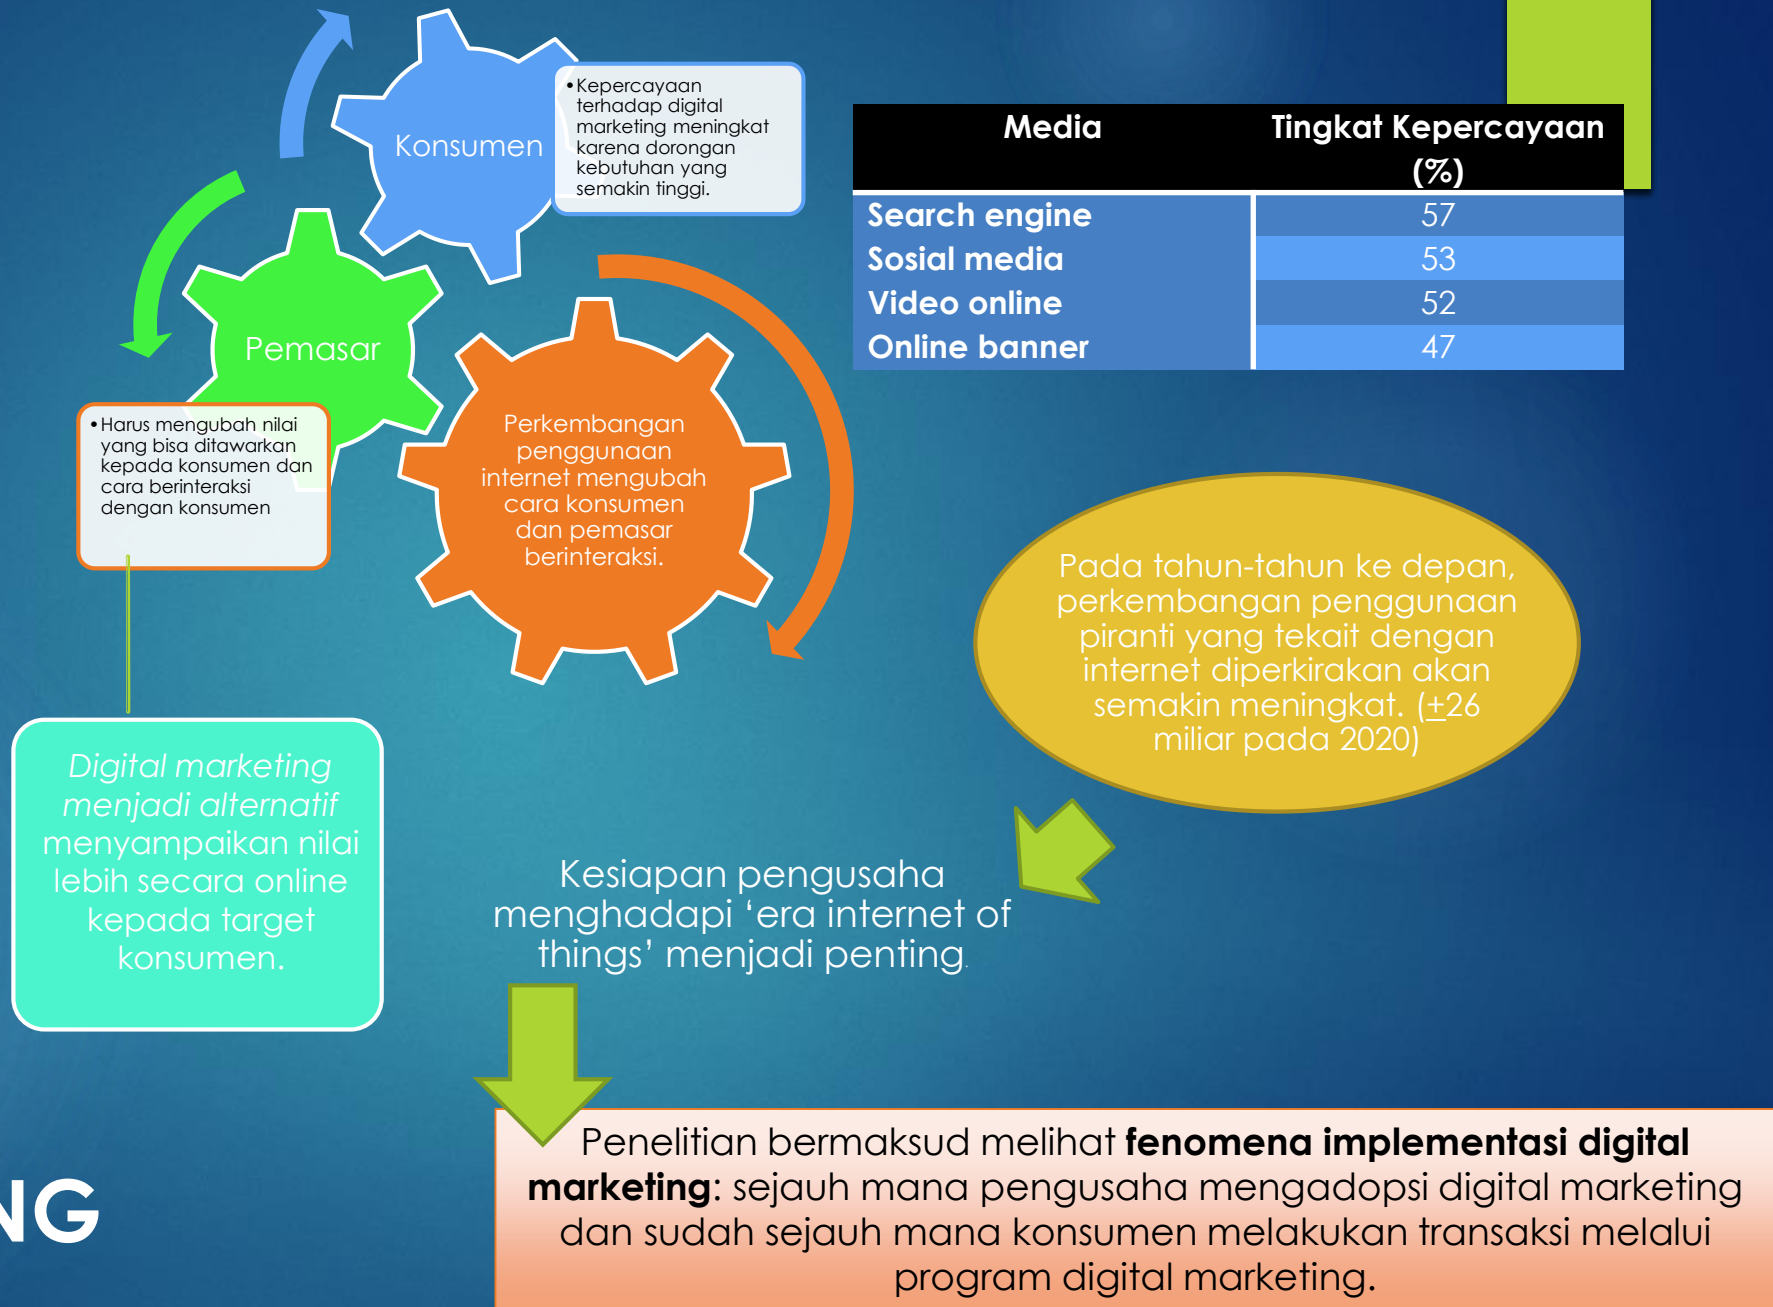 Konsumen
•Kepercayaan
terhadap digital
marketing meningkat
karena dorongan
kebutuhan yang
semakin tinggi.
Pemasar
•Harus mengubah nilai
yang bisa ditawarkan
kepada konsumen dan
cara berinteraksi
dengan konsumen
Perkembangan
penggunaan
internet mengubah
cara konsumen
dan pemasar
berinteraksi.
Media Tingkat Kepercayaan
(%)
Search engine 57
Sosial media 53
Video online 52
Online banner 47
Pada tahun-tahun ke depan,
perkembangan penggunaan
piranti yang tekait dengan
internet diperkirakan akan
semakin meningkat. (±26
miliar pada 2020)
Digital marketing
menjadi alternatif
menyampaikan nilai
lebih secara online
kepada target
konsumen.
Kesiapan pengusaha
menghadapi ‘era internet of
things’ menjadi penting.
NG
Penelitian bermaksud melihat fenomena implementasi digital
marketing: sejauh mana pengusaha mengadopsi digital marketing
dan sudah sejauh mana konsumen melakukan transaksi melalui
program digital marketing.